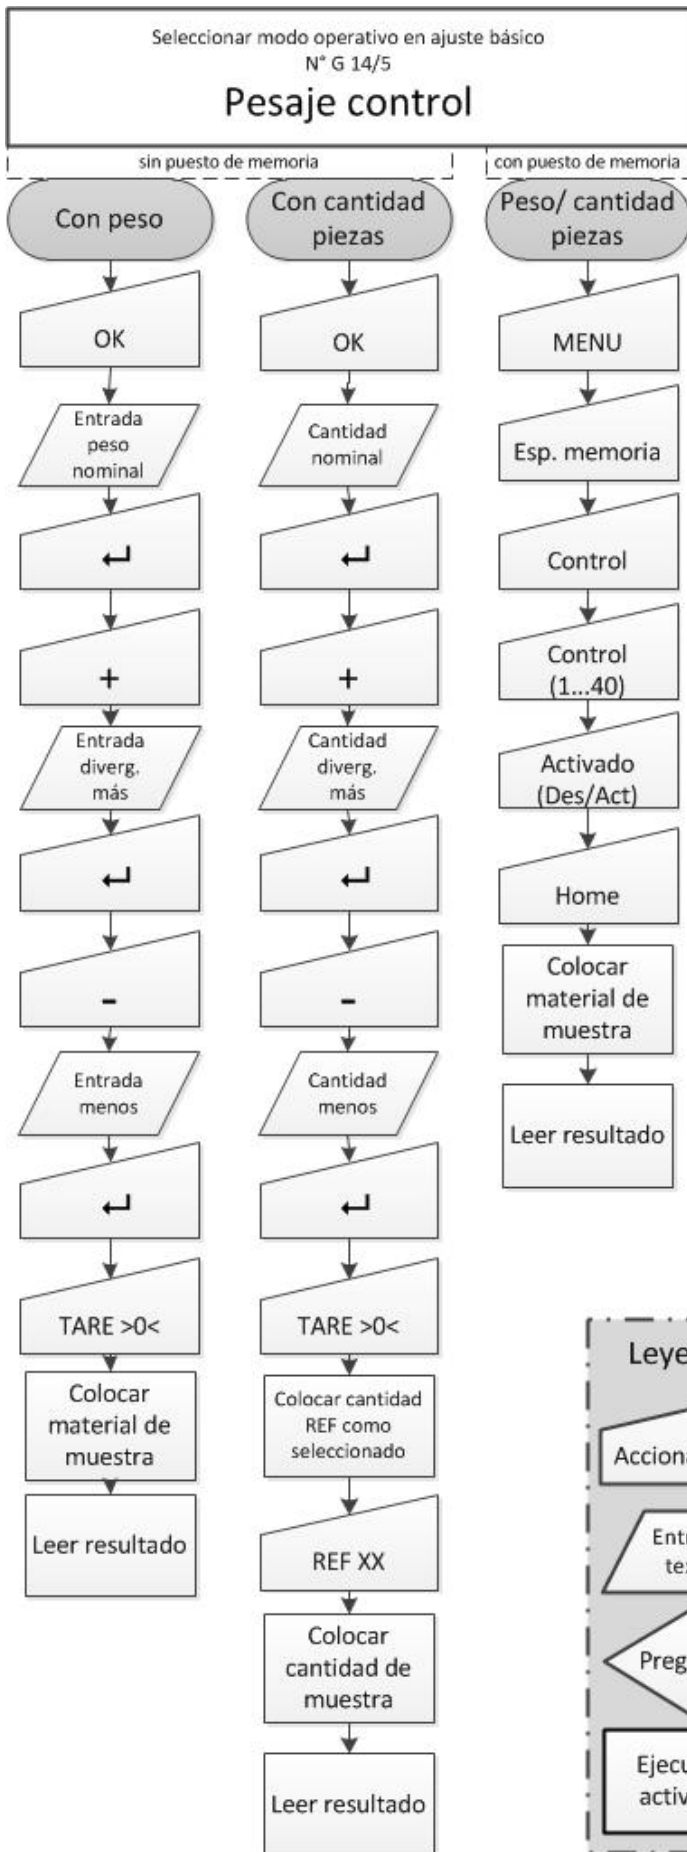 Seleccionar modo operativo en ajuste básico
N° G 14/5
Pesaje control
sin puesto de memoria
con puesto de memoria
Con peso
OK
Entrada
peso
nominal
↵
+
Entrada
diverg.
más
↵
-
Entrada
menos
↵
TARE >0<
Colocar
material de
muestra
Leer resultado
Con cantidad
piezas
OK
Cantidad
nominal
↵
+
Cantidad
diverg.
más
↵
-
Cantidad
menos
↵
TARE >0<
Colocar cantidad
REF como
seleccionado
REF XX
Colocar
cantidad de
muestra
Leer resultado
Peso/ cantidad
piezas
MENU
Esp. memoria
Control
Control
(1...40)
Activado
(Des/Act)
Home
Colocar
material de
muestra
Leer resultado